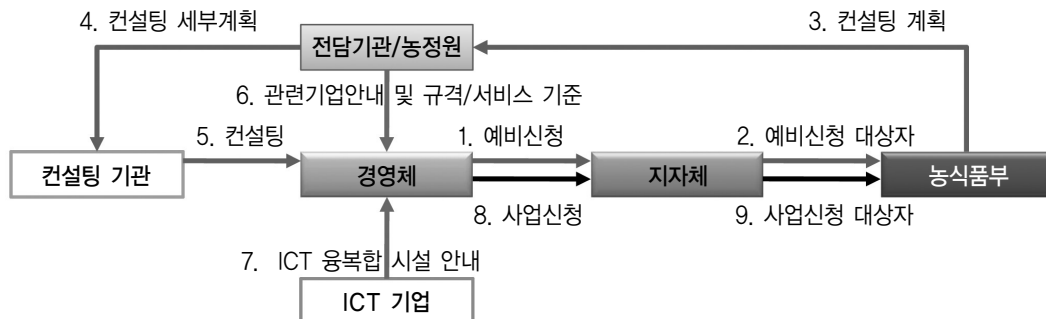 4. 컨설팅 세부계획
3. 컨설팅 계획
전담기관/농정원
6. 관련기업안내 및 규격/서비스 기준
5. 컨설팅
1. 예비신청
2. 예비신청 대상자
컨설팅 기관
경영체
지자체
농식품부
8. 사업신청
9. 사업신청 대상자
7. ICT 융복합 시설 안내
ICT 기업